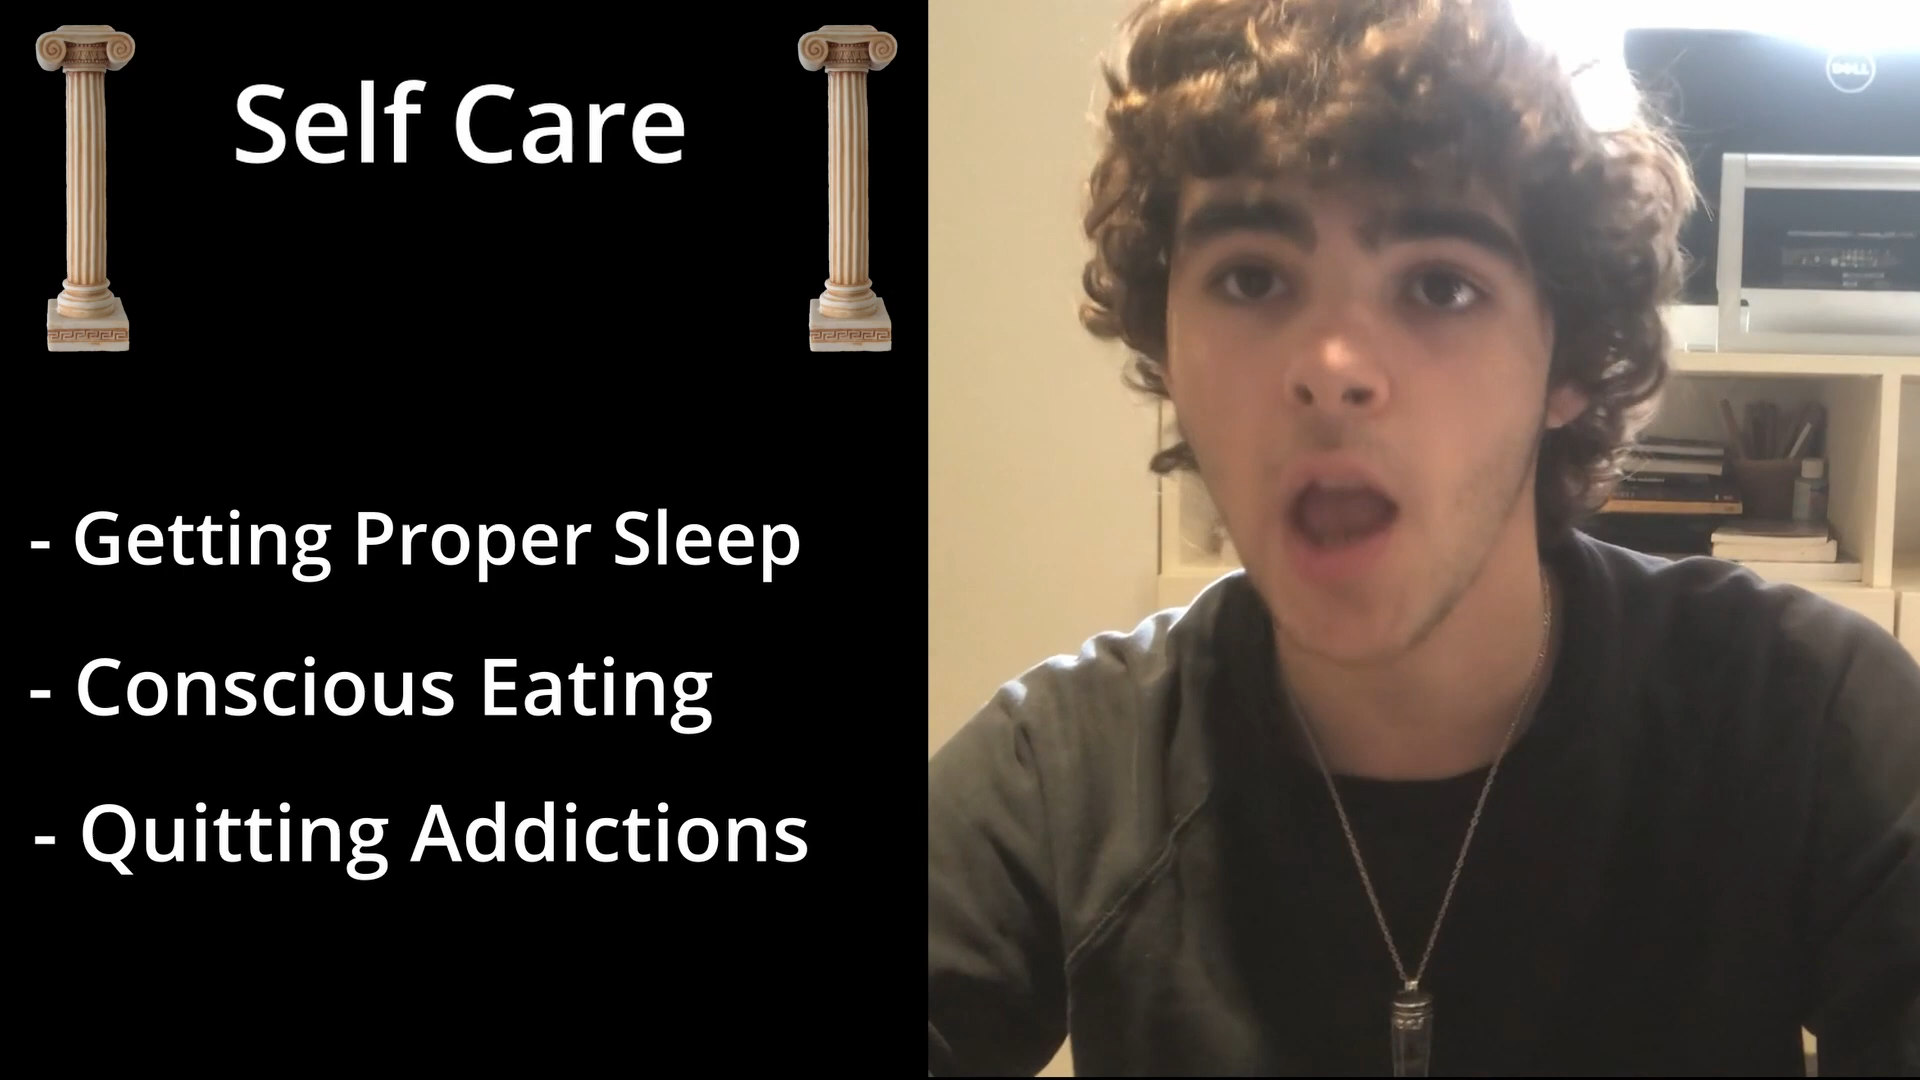 Self Care
- Getting Proper Sleep
- Conscious Eating
- Quitting Addictions
DELL